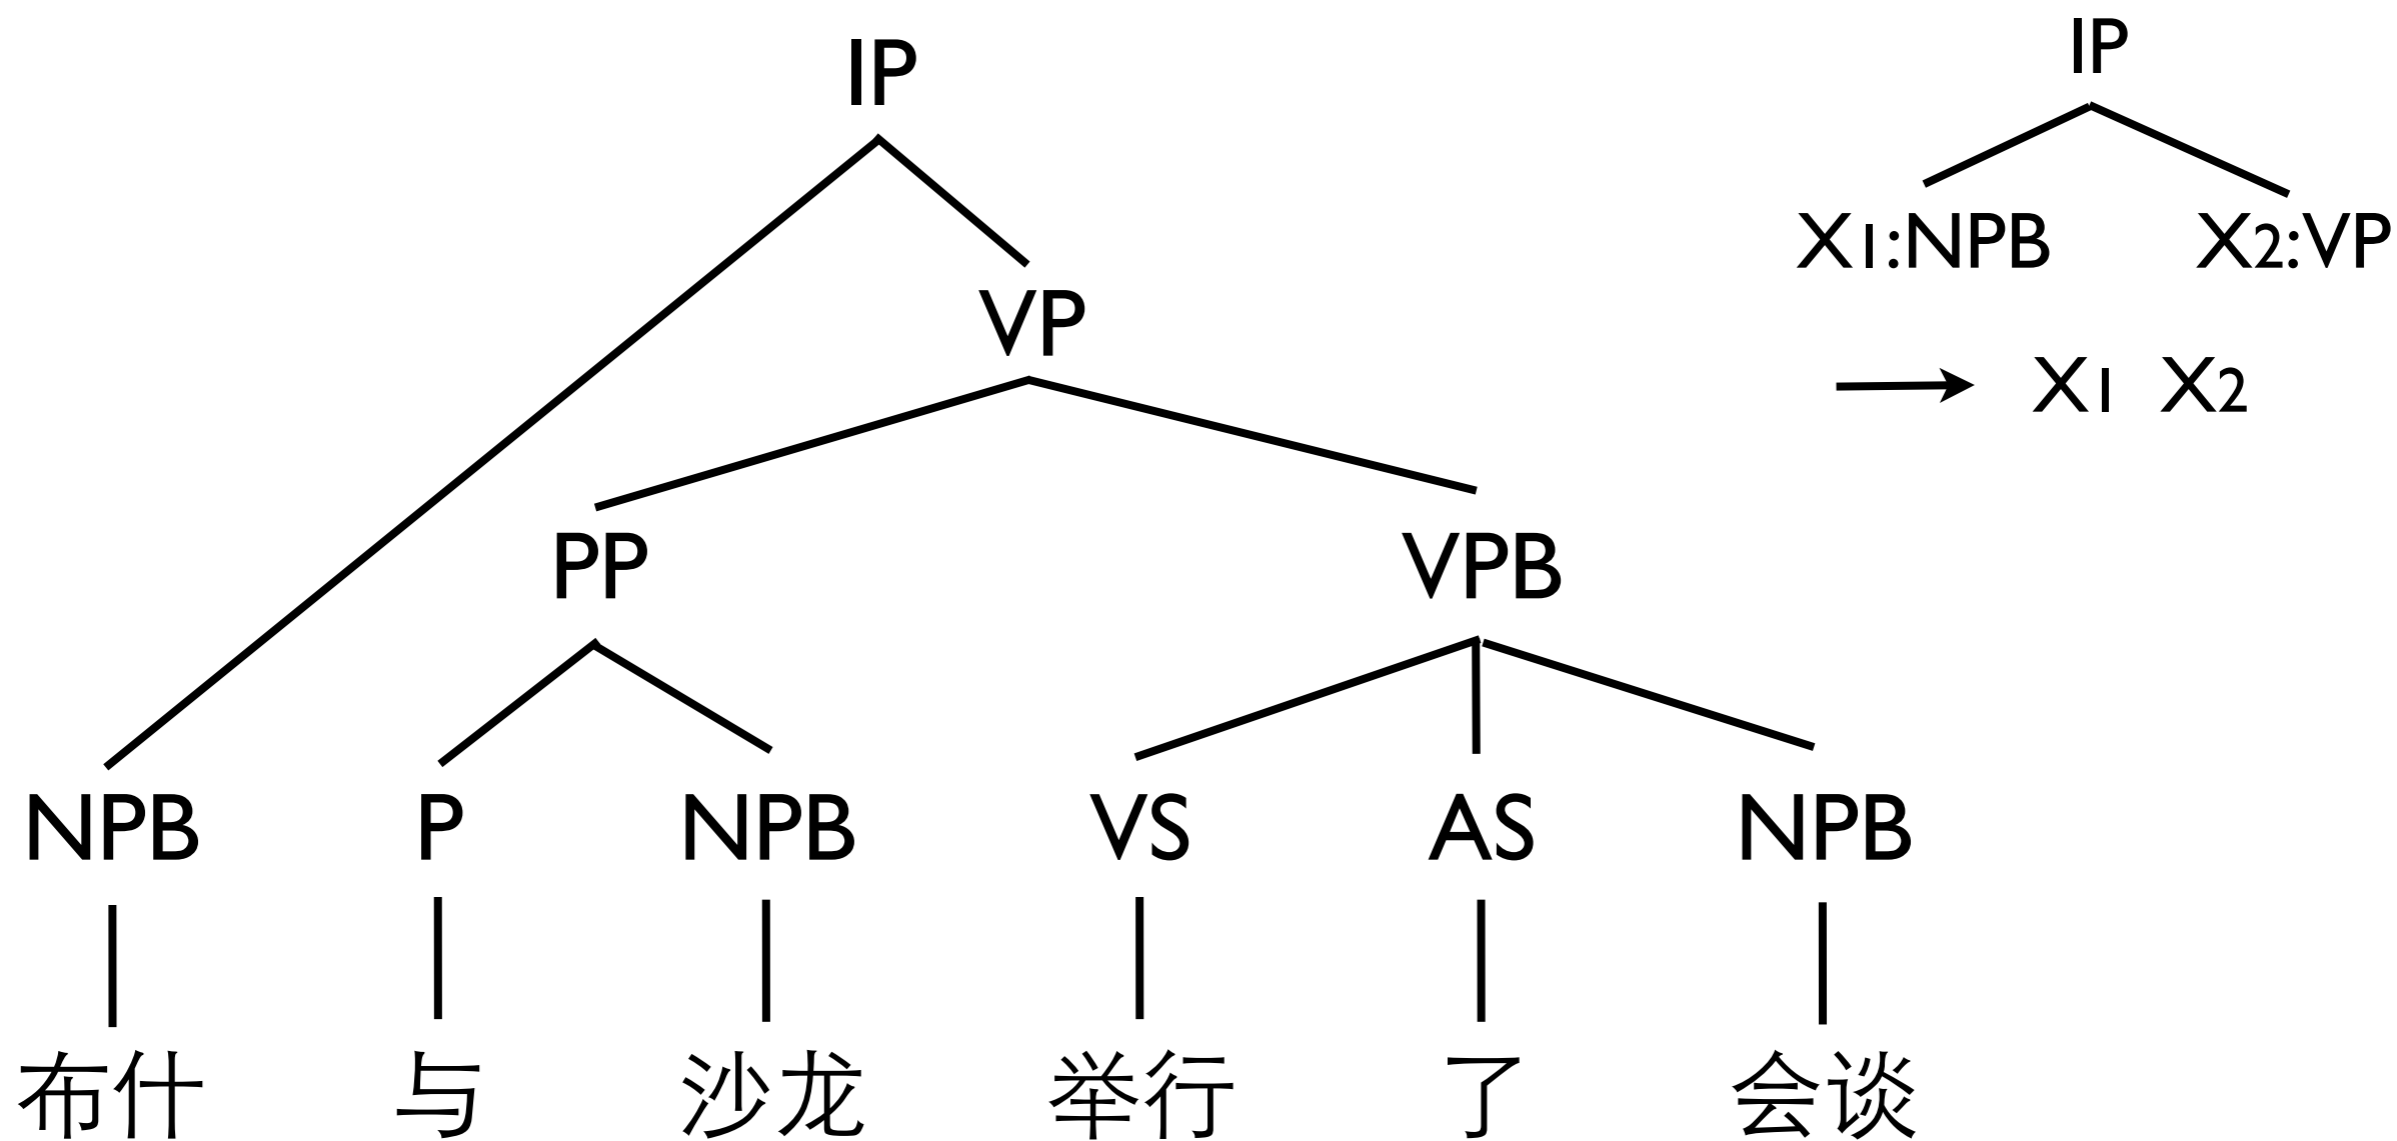 IP
IP
X1:NPB X2:VP
VP
X1 X2
PP VPB
NPB P NPB VS AS NPB
布什 与 沙龙 举行 了 会谈